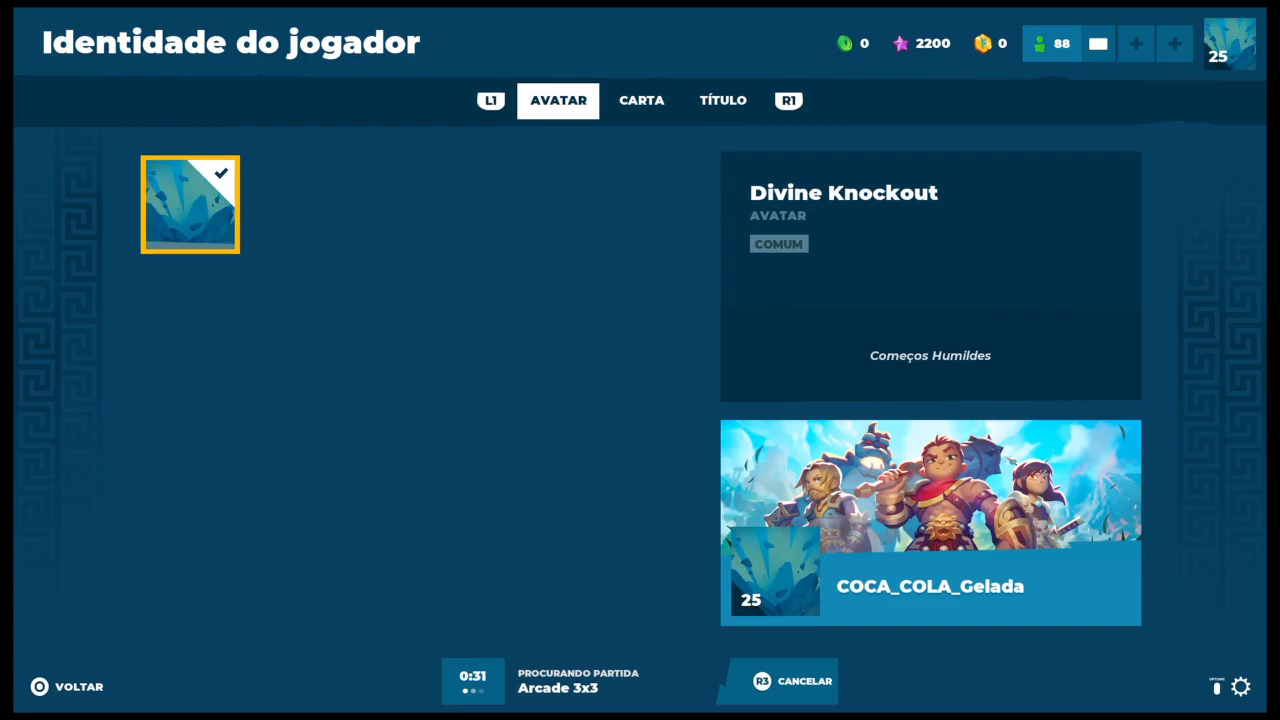 Identidade do jogador
0
2200
0
88
25
L1
AVATAR
CARTA
TÍTULO
R1
Divine Knockout
AVATAR
COMUM
Começos Humildes
25
COCA_COLA_Gelada
VOLTAR
0:31
PROCURANDO PARTIDA
Arcade 3x3
R3
CANCELAR
OPTIONS